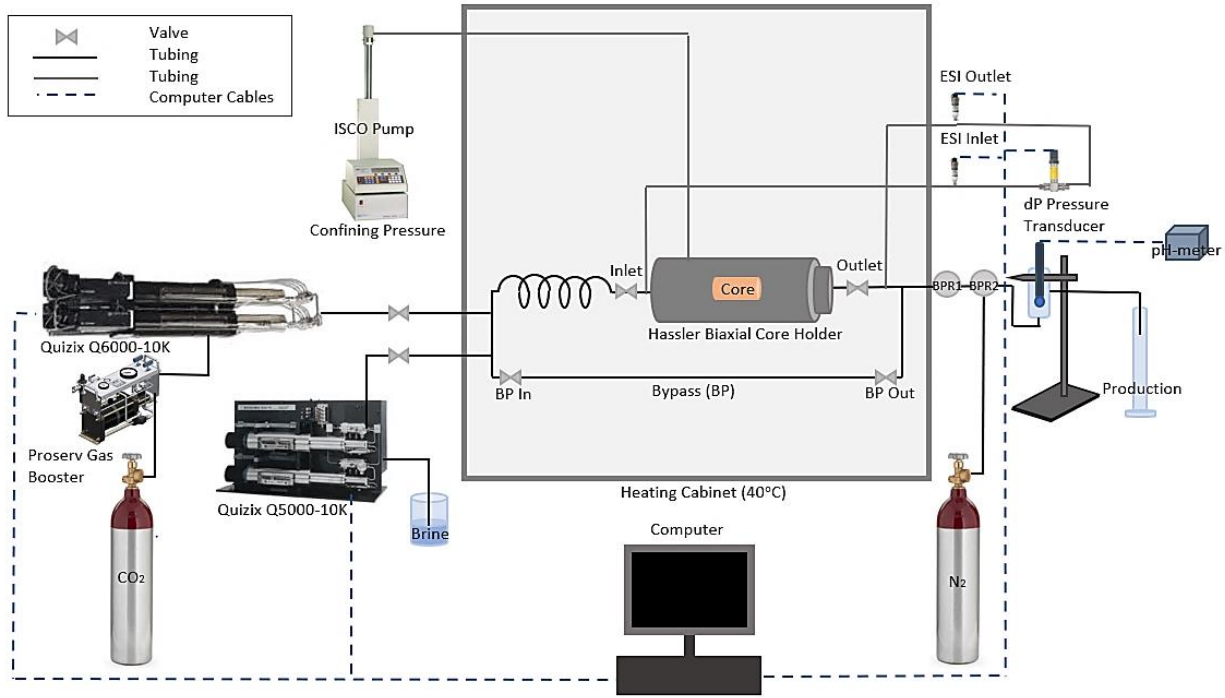 Valve
Tubing
Tubing
Computer Cables
ISCO Pump
Confining Pressure
ESI Outlet
ESI Inlet
dP Pressure
Transducer
pH-meter
Inlet
Outlet
Core
BPR1
BPR2
Hassler Biaxial Core Holder
Quizix Q6000-10K
BP In
Bypass (BP)
BP Out
Production
Proserv Gas
Booster
Quizix Q5000-10K
Brine
Heating Cabinet (40°C)
Computer
CO₂
N₂